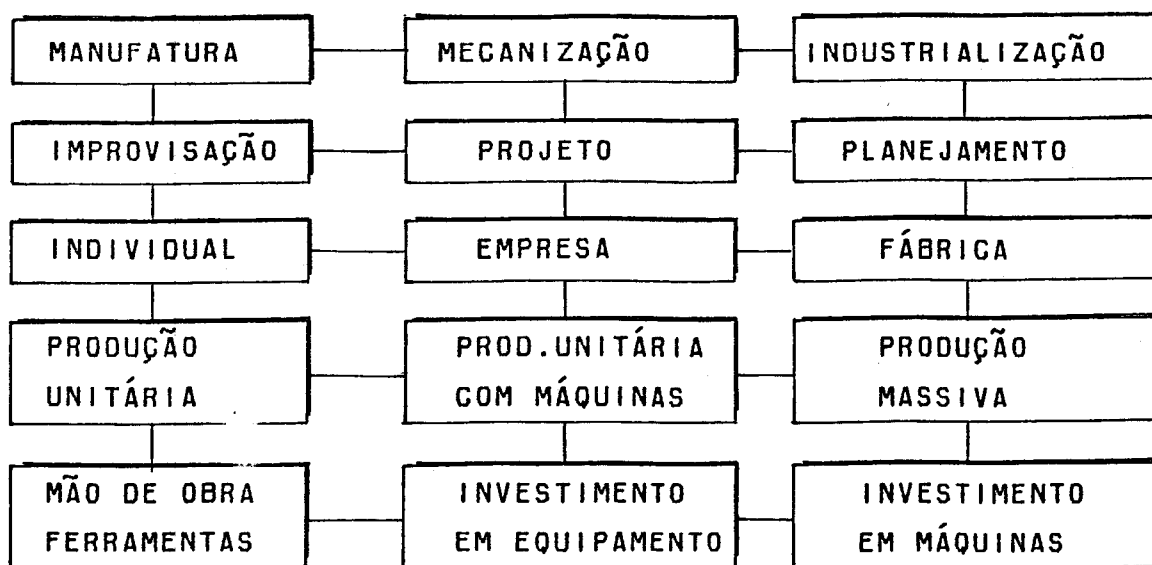 MANUFATURA
MECANIZAÇÃO
INDUSTRIALIZAÇÃO
IMPROVISAÇÃO
PROJETO
PLANEJAMENTO
INDIVIDUAL
EMPRESA
FÁBRICA
PRODUÇÃO
UNITÁRIA
PROD.UNITÁRIA
COM MÁQUINAS
PRODUÇÃO
MASSIVA
MÃO DE OBRA
FERRAMENTAS
INVESTIMENTO
EM EQUIPAMENTO
INVESTIMENTO
EM MÁQUINAS